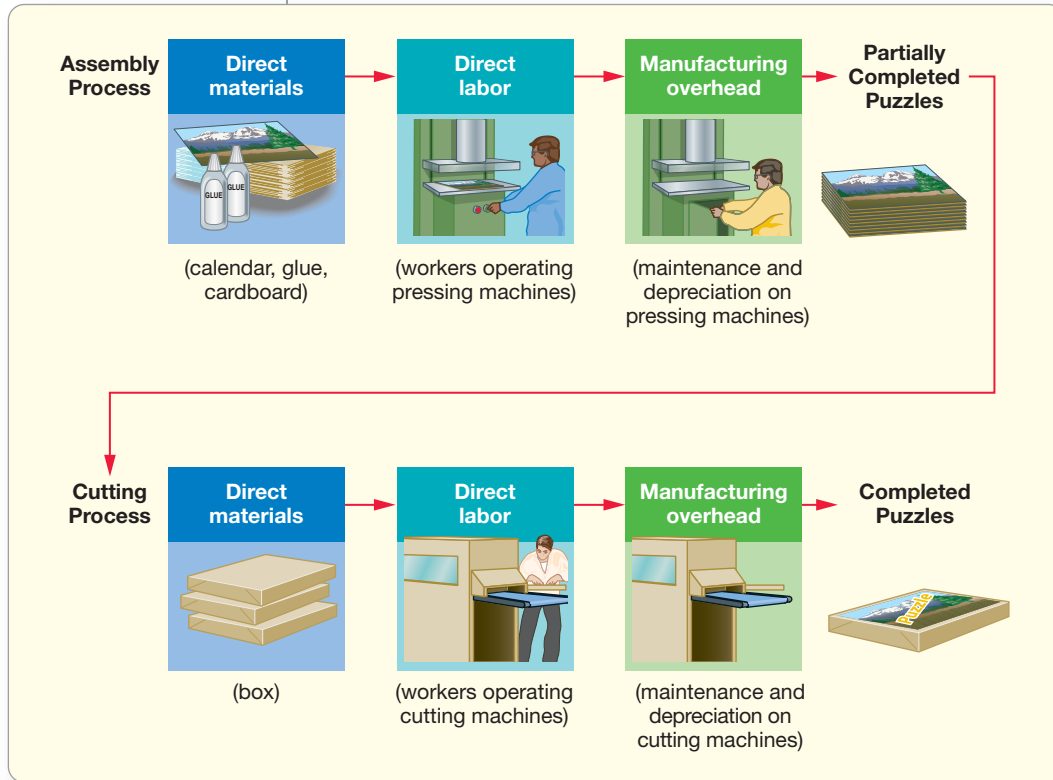 Assembly
Process
Direct
materials
Direct
labor
Manufacturing
overhead
Partially
Completed
Puzzles
GLUE
GLUE
(calendar, glue,
cardboard)
(workers operating
pressing machines)
(maintenance and
depreciation on
pressing machines)
Cutting
Process
Direct
materials
Direct
labor
Manufacturing
overhead
Completed
Puzzles
Puzzle
(box)
(workers operating
cutting machines)
(maintenance and
depreciation on
cutting machines)